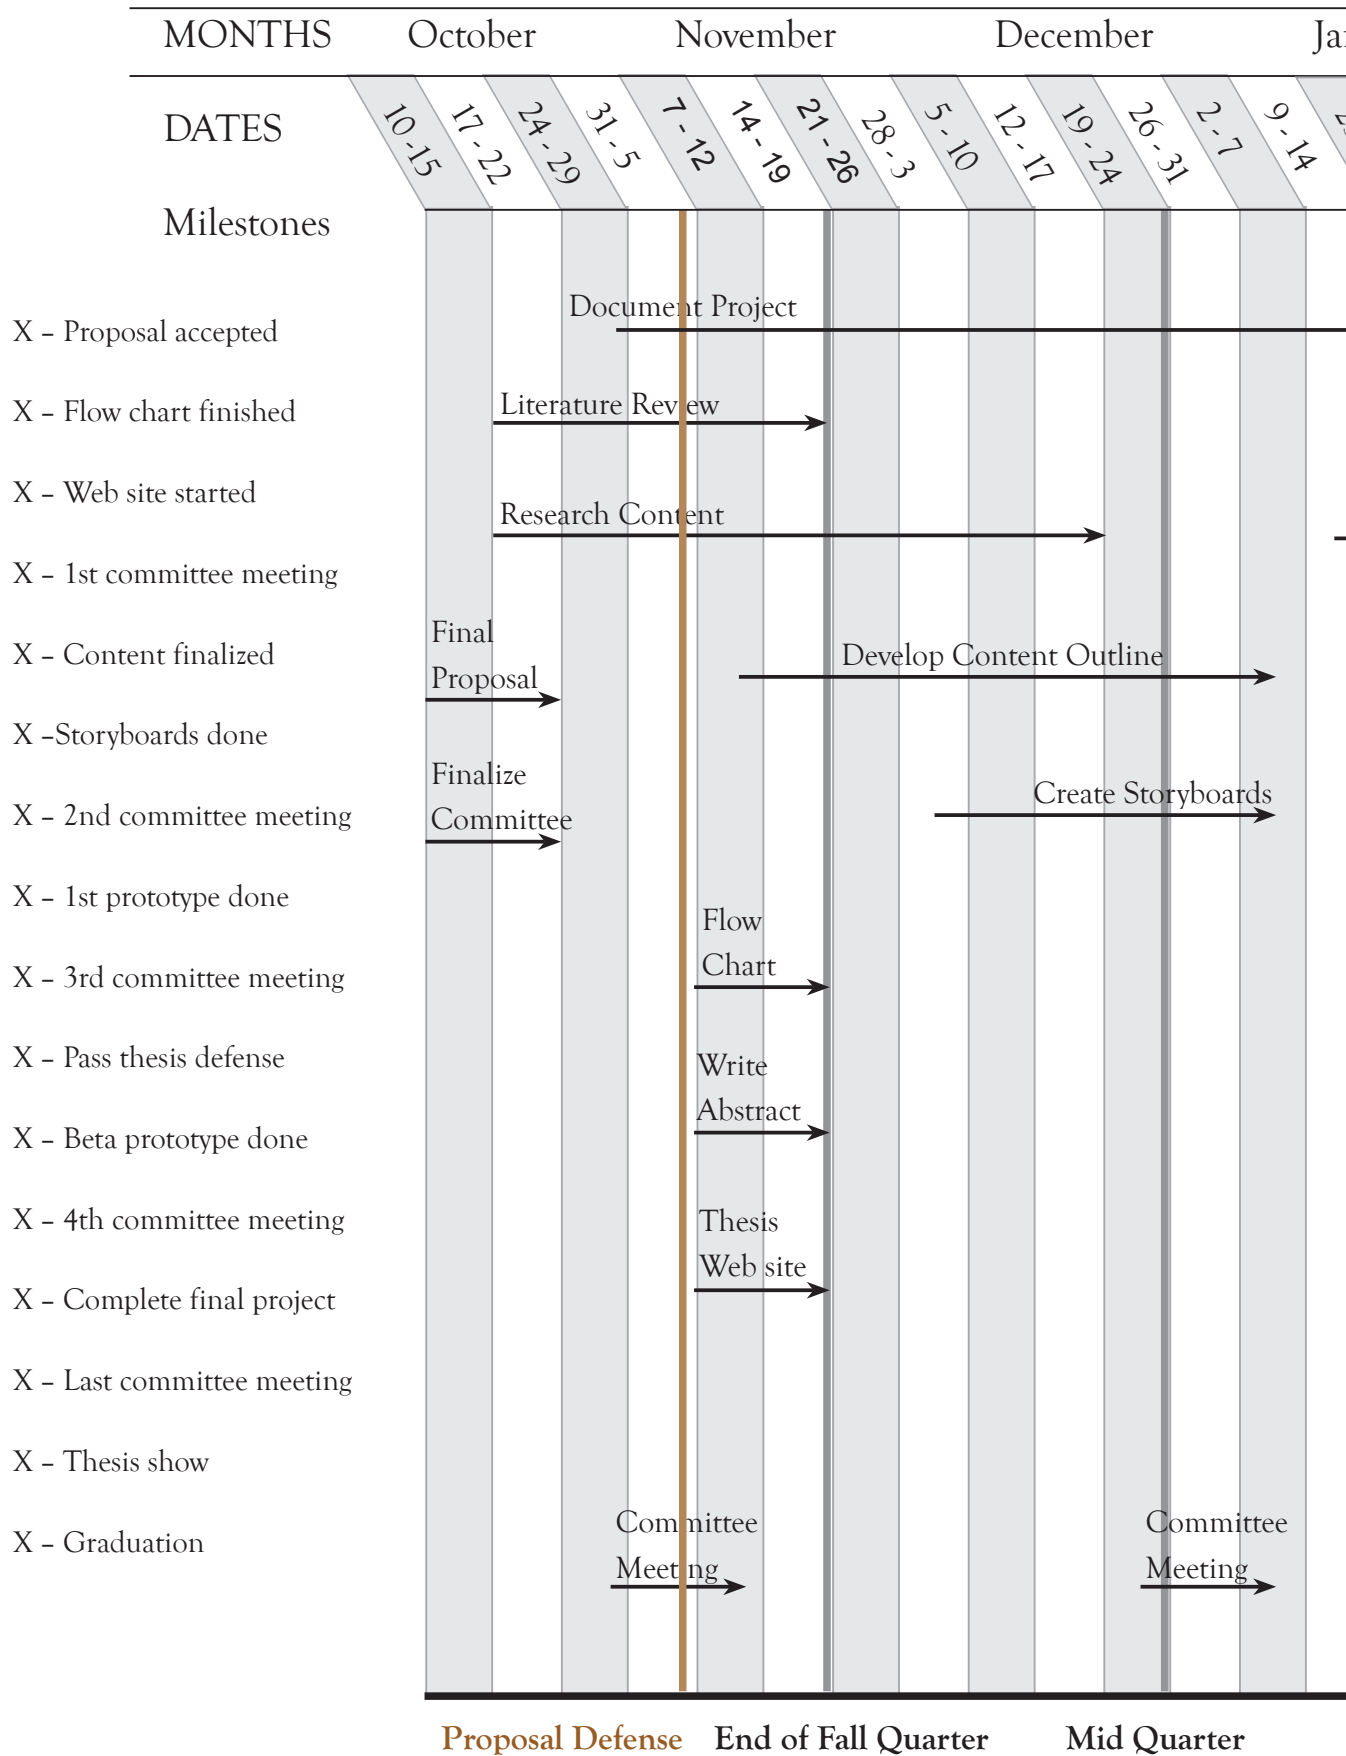 MONTHS October November December
DATES 10 -15 17 - 22 24 - 29 31 - 5 7 - 12 14 - 19 21 - 26 28 - 3 5 - 10 12 - 17 19 - 24 26 - 31 2 - 7 9 - 14
Milestones
Document Project
X – Proposal accepted
Literature Review
X – Flow chart finished
X – Web site started
Research Content
X – 1st committee meeting
Final
Proposal
X – Content finalized
Develop Content Outline
X –Storyboards done
Finalize
Committee
Create Storyboards
X – 2nd committee meeting
X – 1st prototype done
Flow
Chart
X – 3rd committee meeting
X – Pass thesis defense
Write
Abstract
X – Beta prototype done
X – 4th committee meeting
Thesis
Web site
X – Complete final project
X – Last committee meeting
X – Thesis show
X – Graduation
Committee
Meeting
Committee
Meeting
Proposal Defense End of Fall Quarter Mid Quarter